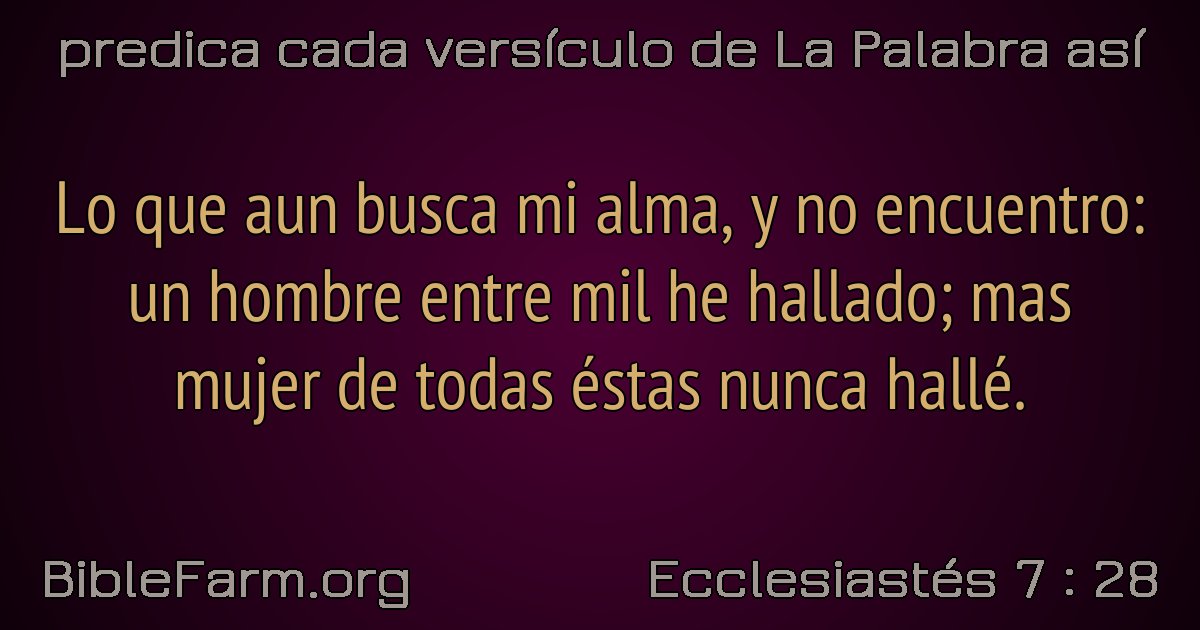 predica cada versículo de La Palabra así
Lo que aun busca mi alma, y no encuentro:
un hombre entre mil he hallado; mas
mujer de todas éstas nunca hallé.
BibleFarm.org
Ecclesiastés 7 : 28